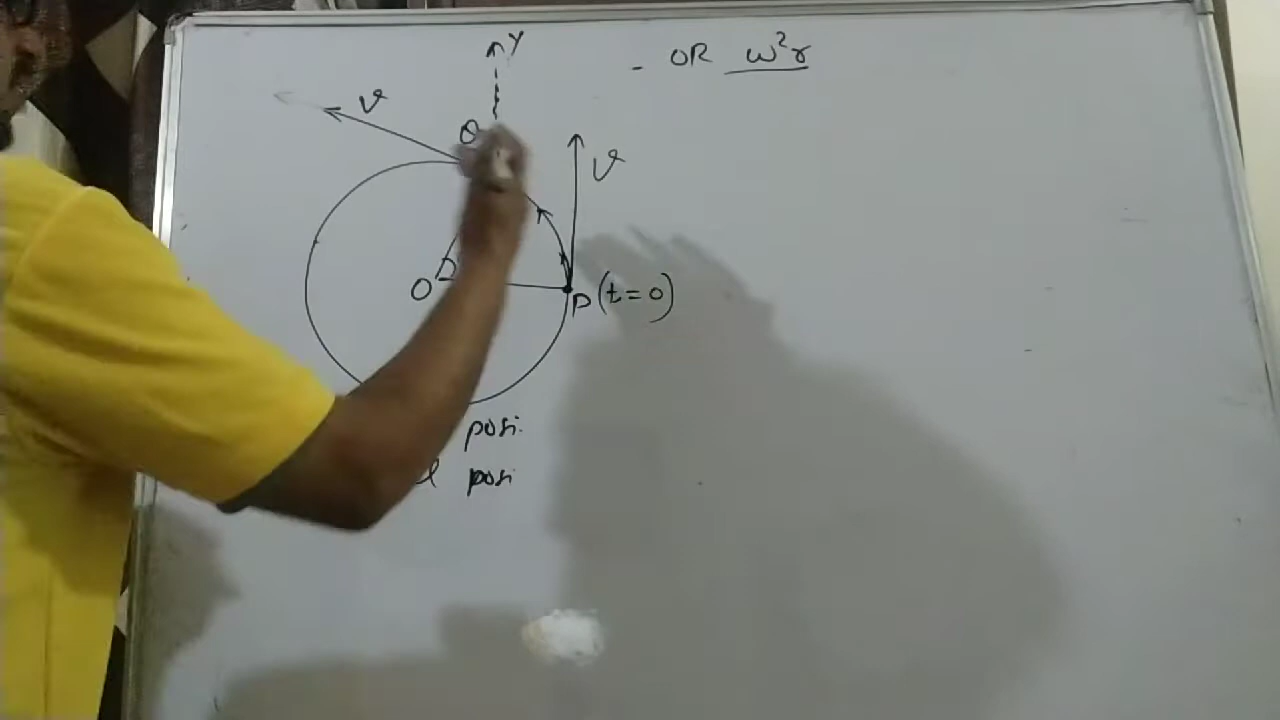 - OR ω²r
Y
v
Q
v
O
P (t=0)
posi.
posi